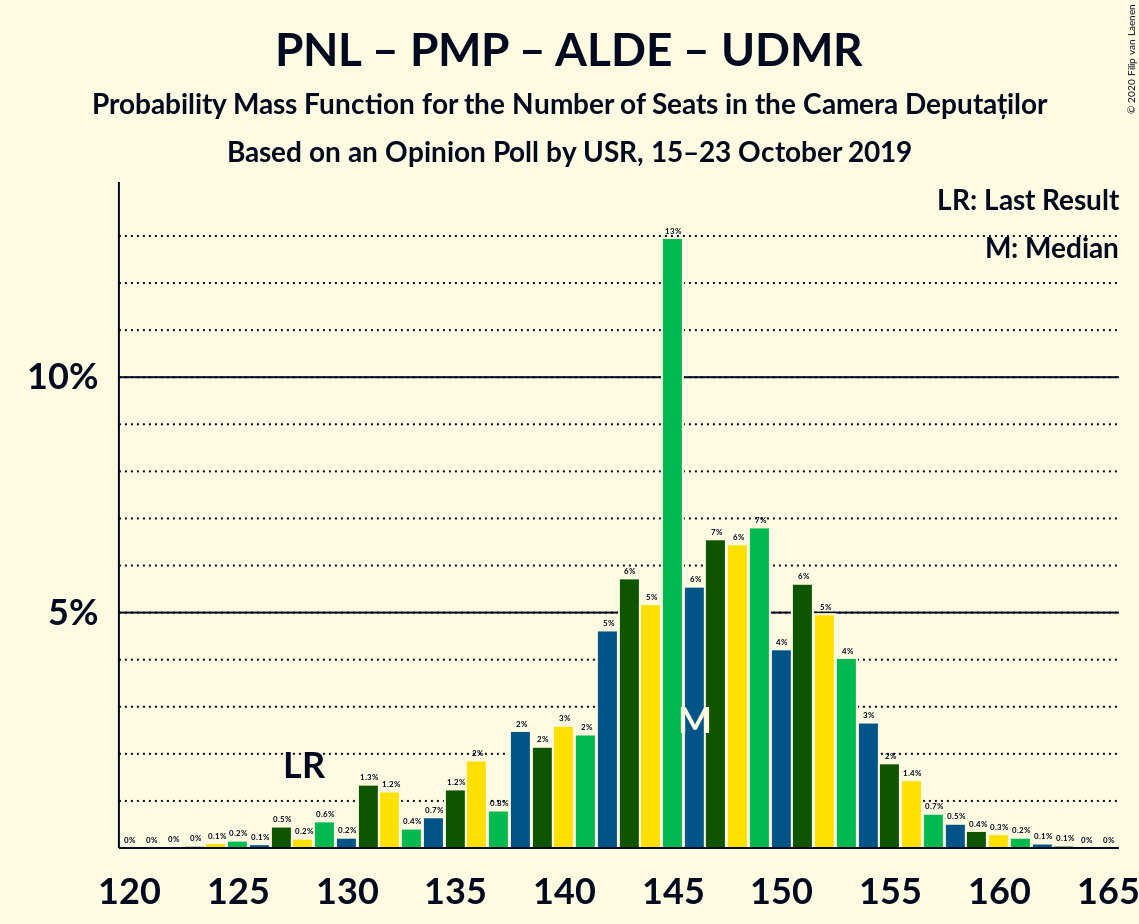 PNL – PMP – ALDE – UDMR
Probability Mass Function for the Number of Seats in the Camera Deputaților
Based on an Opinion Poll by USR, 15–23 October 2019
© 2020 Filip van Laenen
LR: Last Result
M: Median
10%
5%
0% 0% 0% 0% 0.1% 0.2% 0.1% 0.5% 0.2% 0.6% 0.2% 1.3% 1.2% 0.4% 0.7% 1.2% 2% 0.8% 2% 2% 3% 2% 5% 6% 5% 13% 6% 7% 6% 7% 4% 6% 5% 4% 3% 2% 1.4% 0.7% 0.5% 0.4% 0.3% 0.2% 0.1% 0.1% 0% 0%
LR
M
120 125 130 135 140 145 150 155 160 165